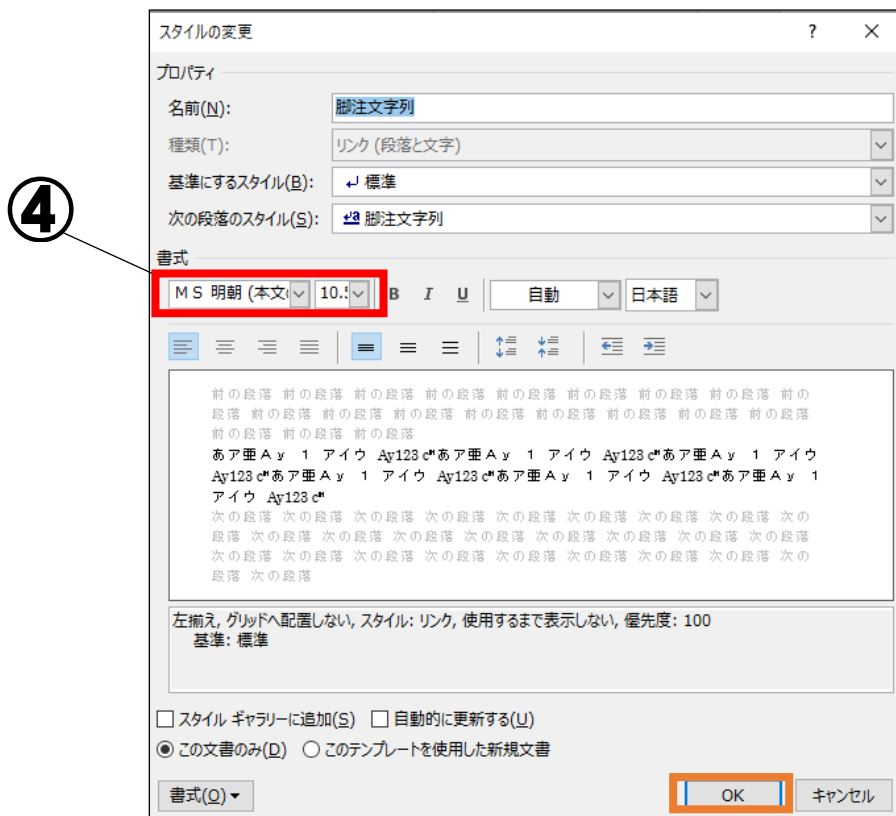 スタイルの変更 ? ×
プロパティ
名前(N): 脚注文字列
種類(T): リンク (段落と文字)
基準にするスタイル(B): ↵ 標準
④
次の段落のスタイル(S): ↵a 脚注文字列
書式
ＭＳ 明朝 (本文( 10.5 B I U 自動 日本語
前の段落 前の段落 前の段落 前の段落 前の段落 前の段落 前の段落 前の段落 前の
段落 前の段落 前の段落 前の段落 前の段落 前の段落 前の段落 前の段落 前の段落
前の段落 前の段落 前の段落
あア亜Ａｙ １ アイウ Ay123 c"あア亜Ａｙ １ アイウ Ay123 c"あア亜Ａｙ １ アイウ
Ay123 c"あア亜Ａｙ １ アイウ Ay123 c"あア亜Ａｙ １ アイウ Ay123 c"あア亜Ａｙ １
アイウ Ay123 c"
次の段落 次の段落 次の段落 次の段落 次の段落 次の段落 次の段落 次の段落 次の
段落 次の段落 次の段落 次の段落 次の段落 次の段落 次の段落 次の段落 次の段落
次の段落 次の段落 次の段落 次の段落 次の段落 次の段落 次の段落 次の段落 次の
段落 次の段落
左揃え, グリッドへ配置しない, スタイル: リンク, 使用するまで表示しない, 優先度: 100
基準: 標準
スタイル ギャラリーに追加(S) 自動的に更新する(U)
この文書のみ(D) このテンプレートを使用した新規文書
書式(O)▾ OK キャンセル